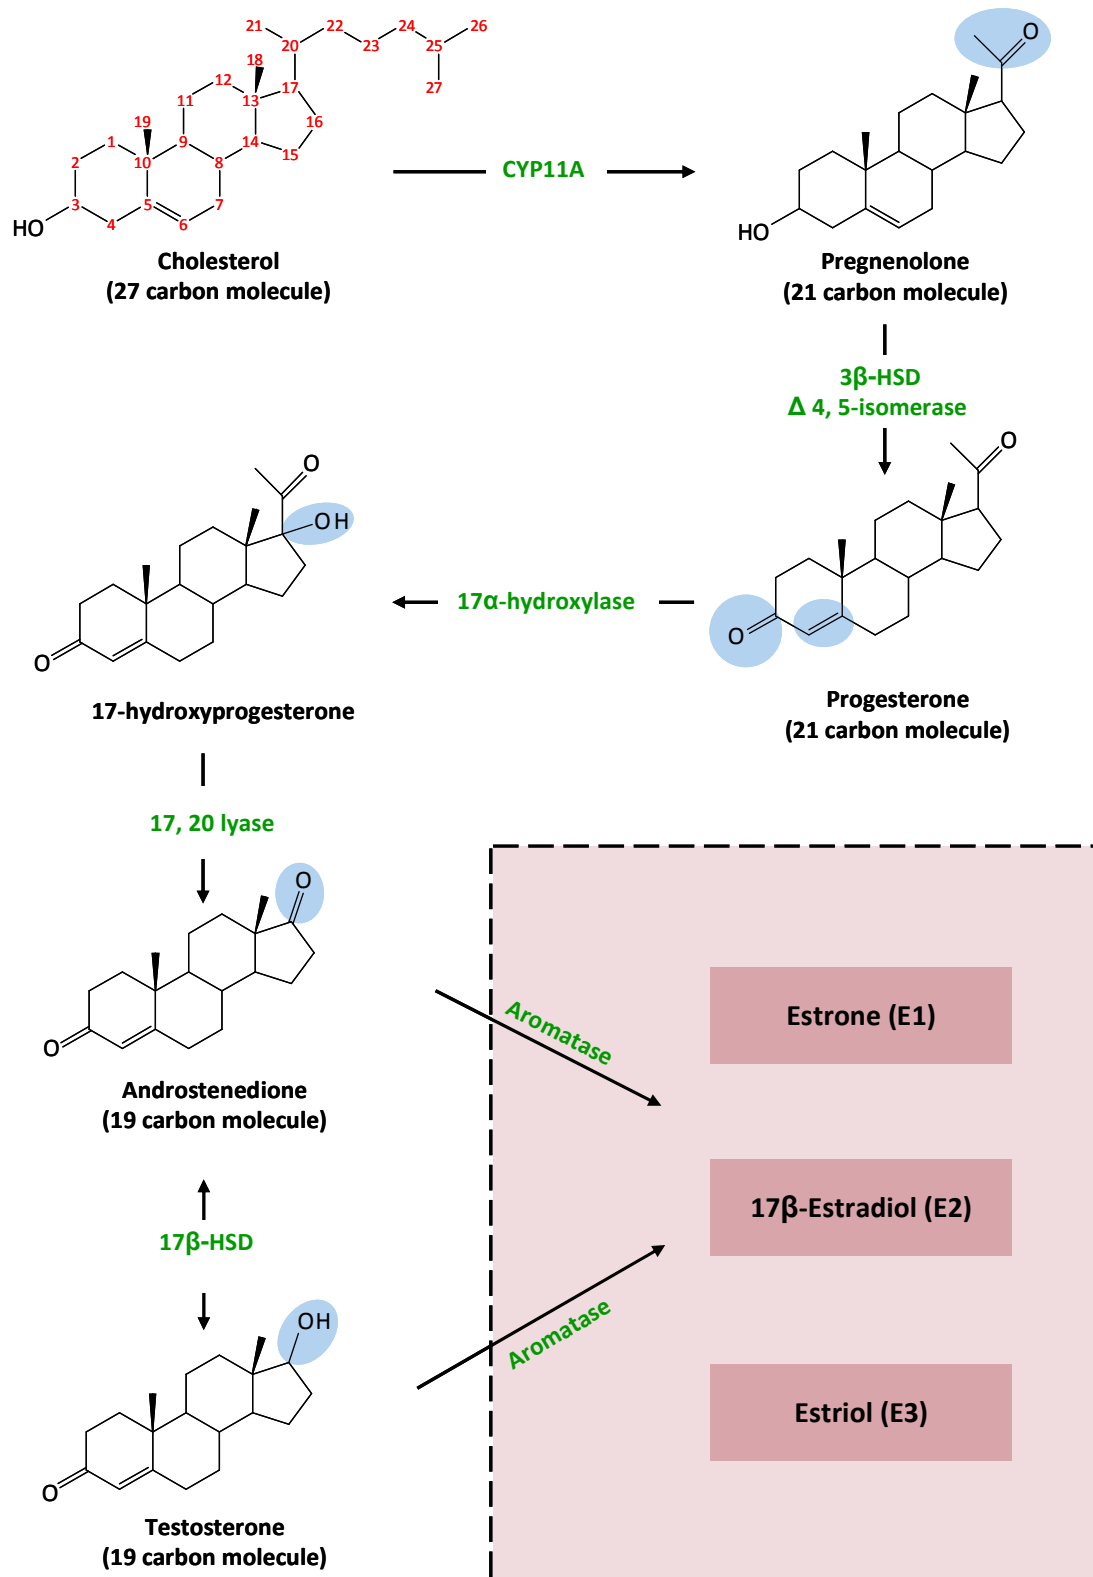 21 22 24 26
20 23 25
18 27
12 17
11 13 16
19
1 9 14 15
2 10 8
3 5 7
HO 4 6
Cholesterol
(27 carbon molecule)
CYP11A
O
HO
Pregnenolone
(21 carbon molecule)
3β-HSD
Δ 4, 5-isomerase
O
O
Progesterone
(21 carbon molecule)
17α-hydroxylase
O
OH
O
17-hydroxyprogesterone
17, 20 lyase
O
O
Androstenedione
(19 carbon molecule)
17β-HSD
OH
O
Testosterone
(19 carbon molecule)
Aromatase
Aromatase
Estrone (E1)
17β-Estradiol (E2)
Estriol (E3)